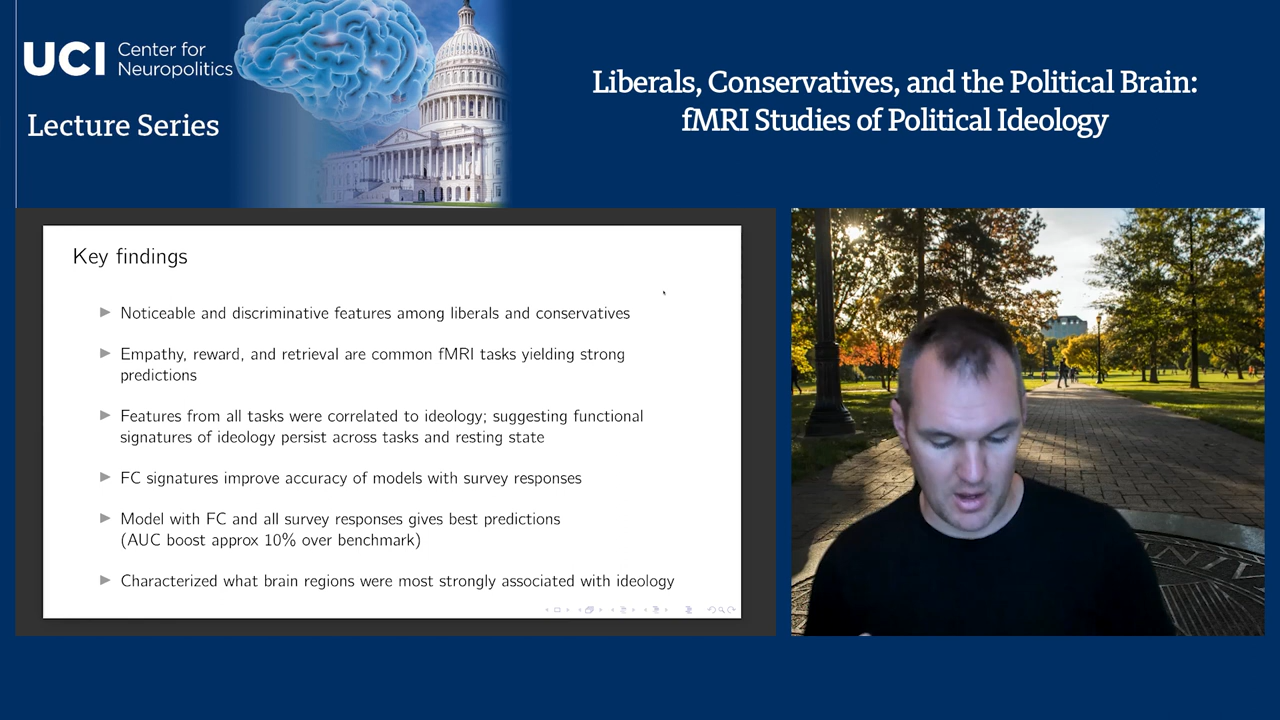 UCI Center for
Neuropolitics
Lecture Series
Liberals, Conservatives, and the Political Brain:
fMRI Studies of Political Ideology
Key findings
Noticeable and discriminative features among liberals and conservatives
Empathy, reward, and retrieval are common fMRI tasks yielding strong
predictions
Features from all tasks were correlated to ideology; suggesting functional
signatures of ideology persist across tasks and resting state
FC signatures improve accuracy of models with survey responses
Model with FC and all survey responses gives best predictions
(AUC boost approx 10% over benchmark)
Characterized what brain regions were most strongly associated with ideology